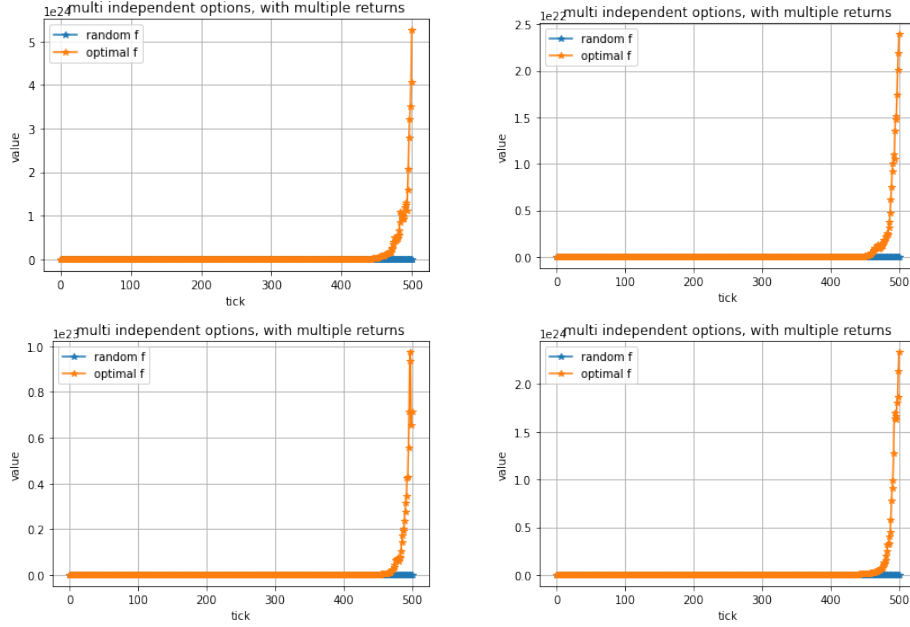 multi independent options, with multiple returns
1e24
random f
optimal f
5
4
3
2
1
0
value
0 100 200 300 400 500
tick
multi independent options, with multiple returns
1e22
random f
optimal f
2.5
2.0
1.5
1.0
0.5
0.0
value
0 100 200 300 400 500
tick
multi independent options, with multiple returns
1e23
random f
optimal f
1.0
0.8
0.6
0.4
0.2
0.0
value
0 100 200 300 400 500
tick
multi independent options, with multiple returns
1e24
random f
optimal f
2.0
1.5
1.0
0.5
0.0
value
0 100 200 300 400 500
tick